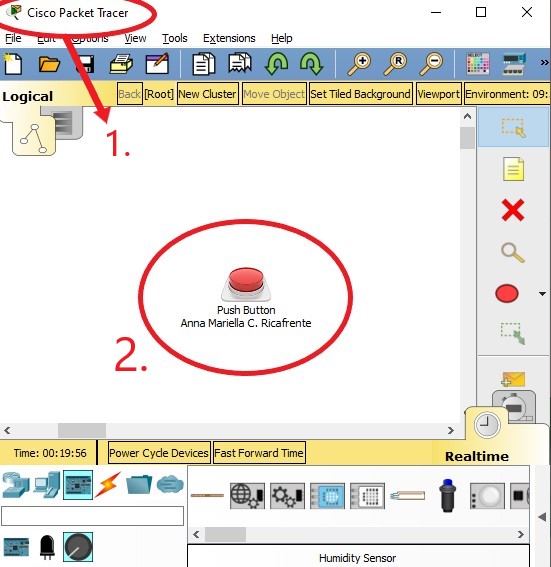 Cisco Packet Tracer
File Edit Options View Tools Extensions Help
R
Logical Back [Root] New Cluster Move Object Set Tiled Background Viewport Environment: 09:
1.
Push Button
Anna Mariella C. Ricafrente
2.
Time: 00:19:56 Power Cycle Devices Fast Forward Time Realtime
Humidity Sensor